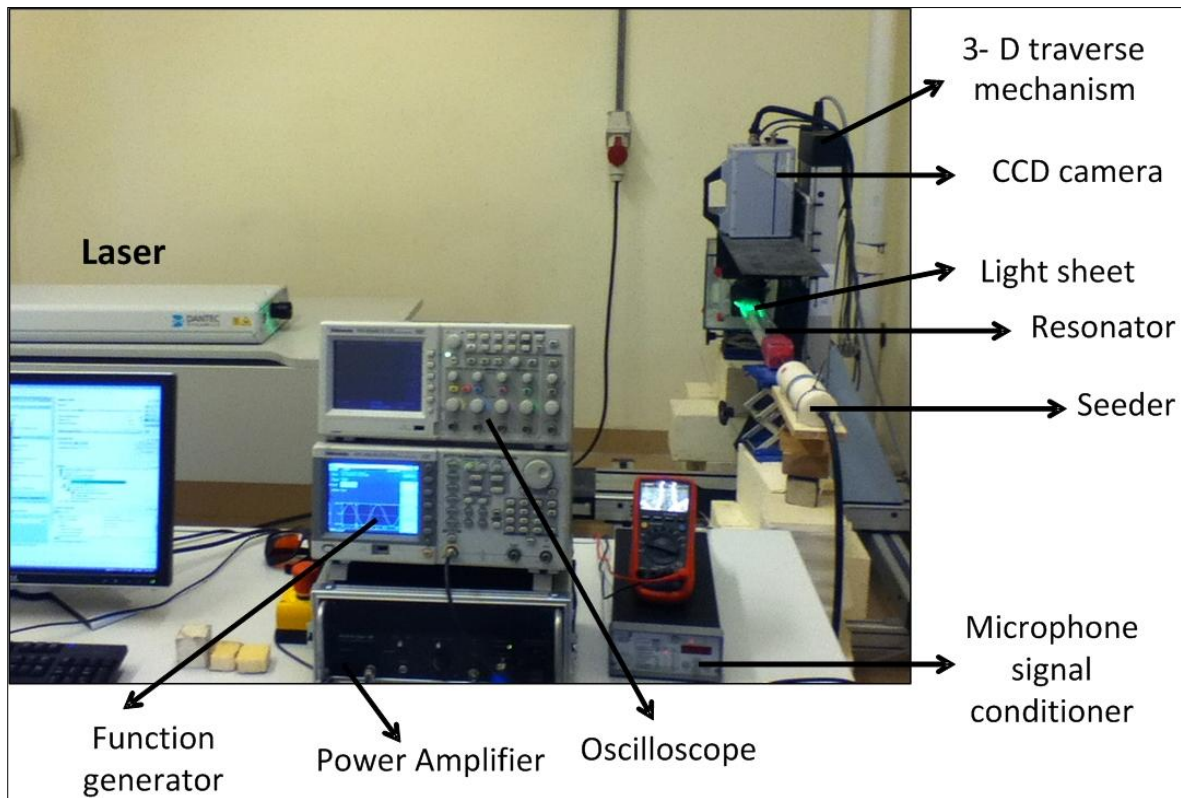 3- D traverse
mechanism
CCD camera
Laser
Light sheet
DANTEC
Resonator
Seeder
Microphone
signal
conditioner
Function
generator
Power Amplifier
Oscilloscope